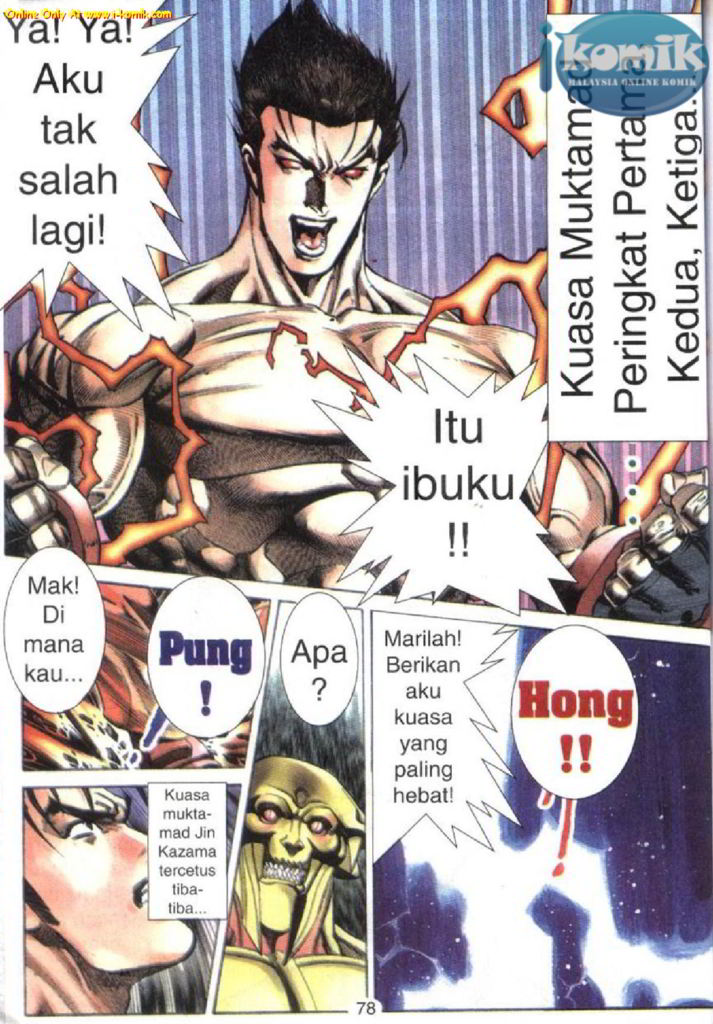 Online Only At www.i-komik.com
Ya! Ya!
Aku
tak
salah
lagi!
ikomik
MALAYSIA ONLINE KOMIK
Kuasa Muktamad
Peringkat Pertama,
Kedua, Ketiga...
Itu
ibuku
!!
Mak!
Di
mana
kau...
Pung
!
Apa
?
Marilah!
Berikan
aku
kuasa
yang
paling
hebat!
Hong
!!
Kuasa
mukta-
mad Jin
Kazama
tercetus
tiba-
tiba...
78